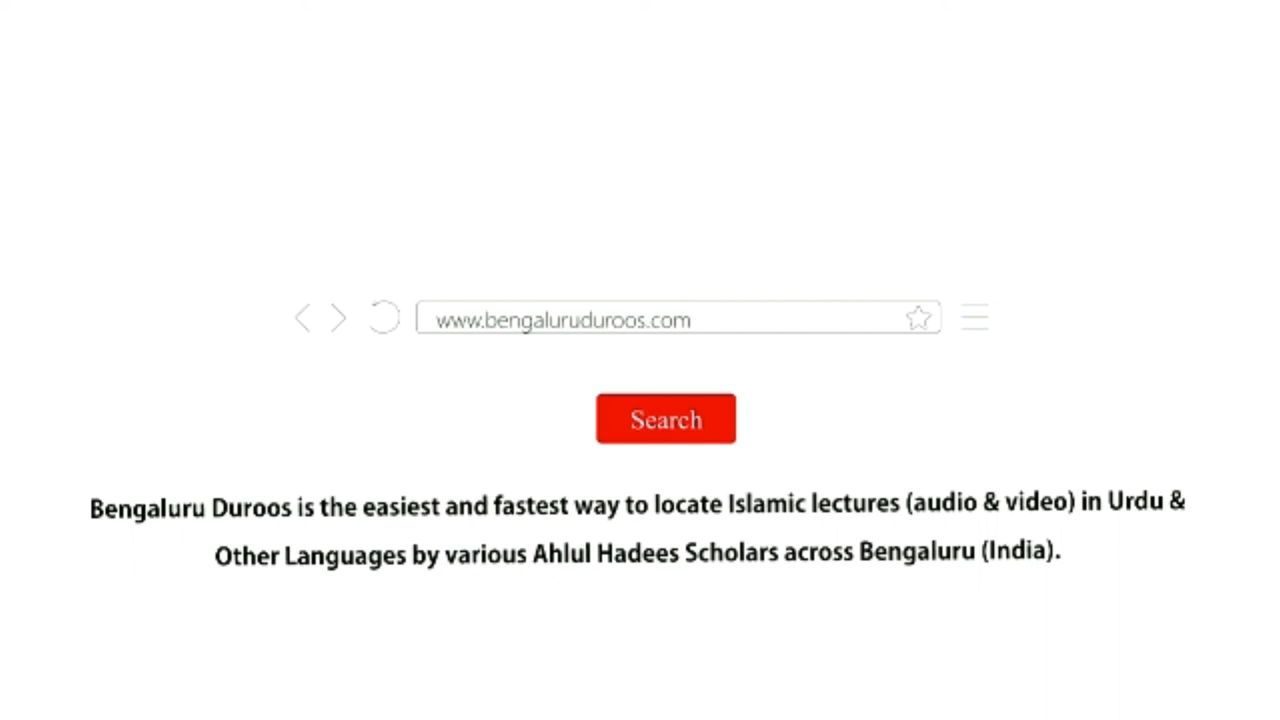 www.bengaluruduroos.com
Search
Bengaluru Duroos is the easiest and fastest way to locate Islamic lectures (audio & video) in Urdu &
Other Languages by various Ahlul Hadees Scholars across Bengaluru (India).